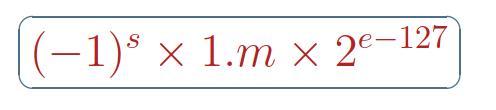 (−1)^s × 1.m × 2^{e−127}